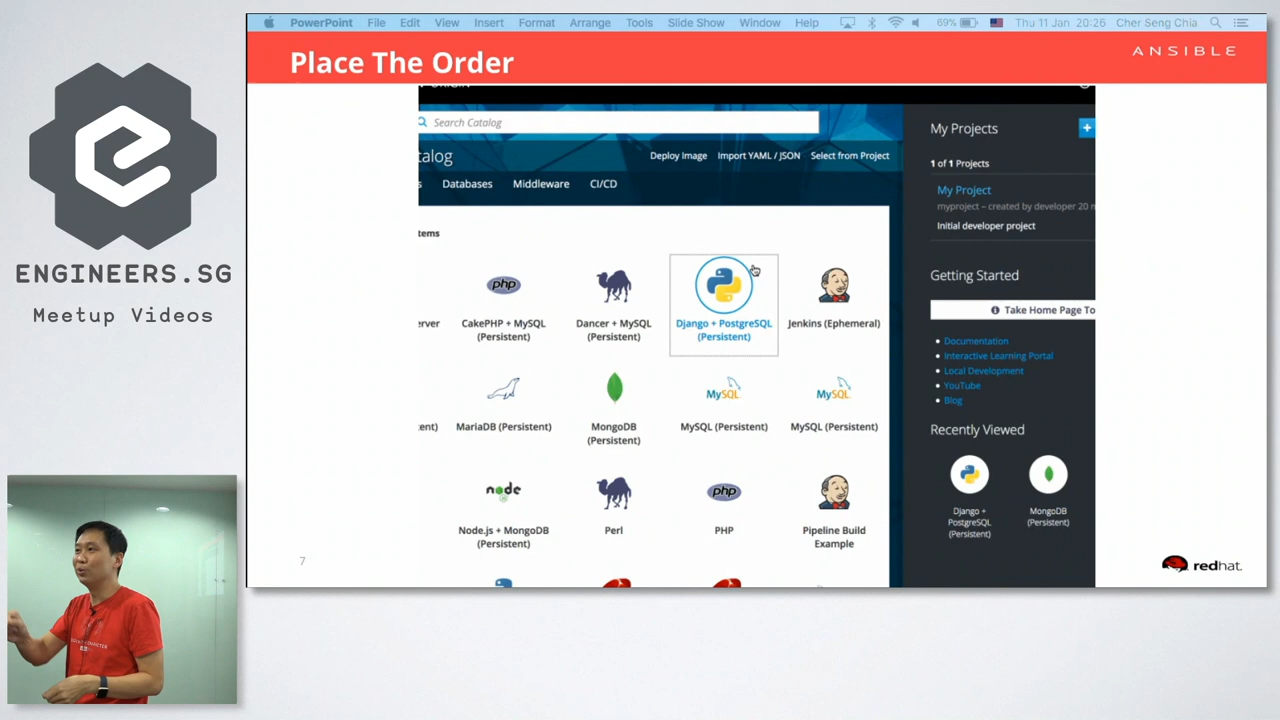 PowerPoint File Edit View Insert Format Arrange Tools Slide Show Window Help 69% Thu 11 Jan 20:26 Cher Seng Chia
Place The Order
ANSIBLE
Search Catalog
My Projects
talog
Deploy Image Import YAML / JSON Select from Project
1 of 1 Projects
s Databases Middleware CI/CD
My Project
myproject – created by developer 20 m
Initial developer project
tems
Getting Started
Take Home Page To
erver
CakePHP + MySQL
(Persistent)
Dancer + MySQL
(Persistent)
Django + PostgreSQL
(Persistent)
Jenkins (Ephemeral)
php
Documentation
Interactive Learning Portal
Local Development
YouTube
Blog
MySQL
MySQL
tent)
MariaDB (Persistent)
MongoDB
(Persistent)
MySQL (Persistent)
MySQL (Persistent)
Recently Viewed
Django +
PostgreSQL
(Persistent)
MongoDB
(Persistent)
node
php
Node.js + MongoDB
(Persistent)
Perl
PHP
Pipeline Build
Example
7
redhat.
ENGINEERS.SG
Meetup Videos